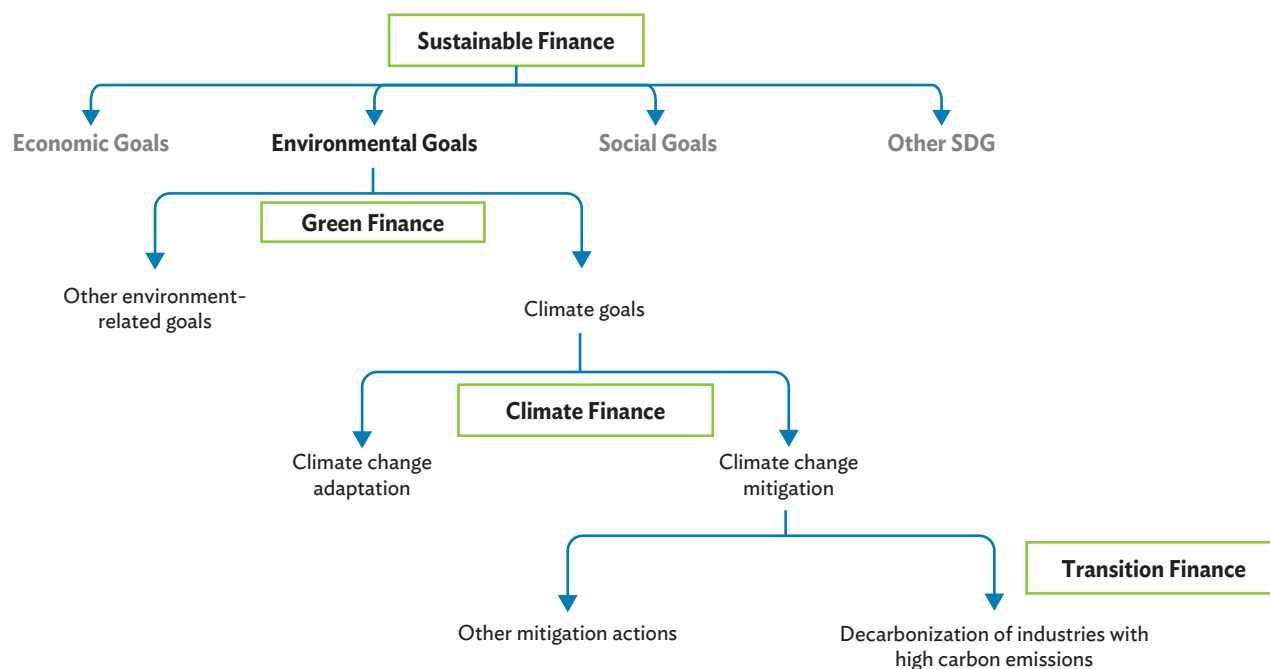 Sustainable Finance
Economic Goals
Environmental Goals
Social Goals
Other SDG
Green Finance
Other environment-
related goals
Climate goals
Climate Finance
Climate change
adaptation
Climate change
mitigation
Transition Finance
Other mitigation actions
Decarbonization of industries with
high carbon emissions